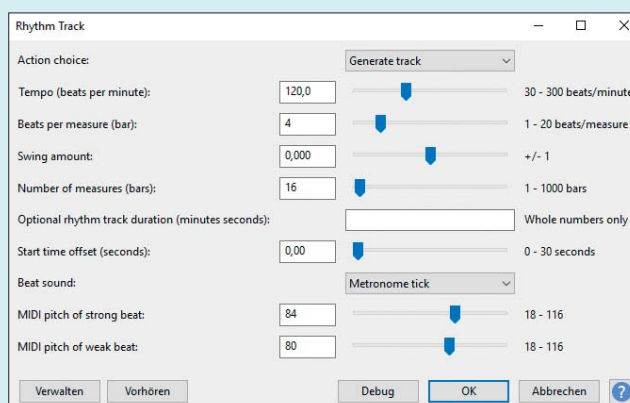 Rhythm Track
Action choice: Generate track
Tempo (beats per minute): 120,0 30 - 300 beats/minute
Beats per measure (bar): 4 1 - 20 beats/measure
Swing amount: 0,000 +/- 1
Number of measures (bars): 16 1 - 1000 bars
Optional rhythm track duration (minutes seconds): Whole numbers only
Start time offset (seconds): 0,00 0 - 30 seconds
Beat sound: Metronome tick
MIDI pitch of strong beat: 84 18 - 116
MIDI pitch of weak beat: 80 18 - 116
Verwalten Vorhören Debug OK Abbrechen ?